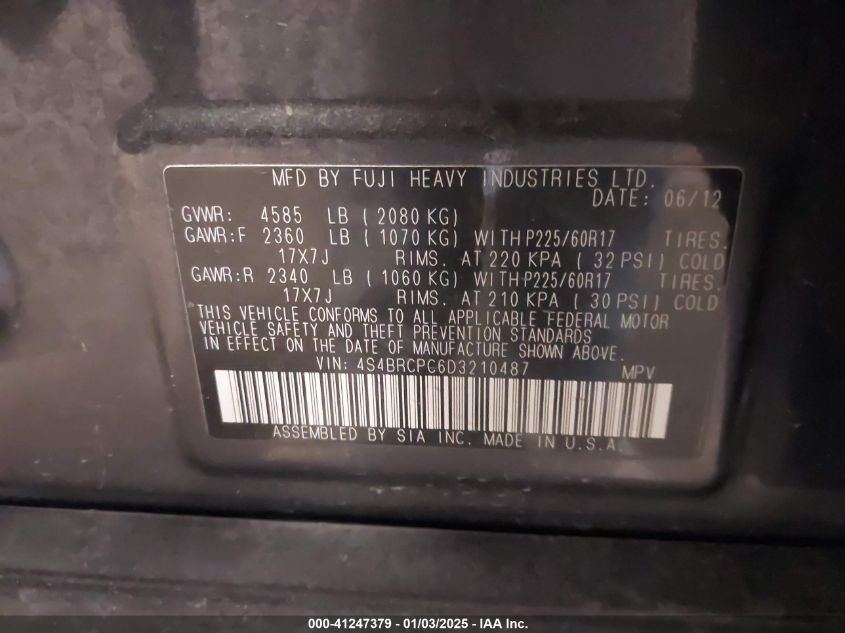 MFD BY FUJI HEAVY INDUSTRIES LTD.
DATE: 06/12
GVWR: 4585 LB ( 2080 KG)
GAWR:F 2360 LB ( 1070 KG) WITH P225/60R17 TIRES.
17X7J RIMS. AT 220 KPA ( 32 PSI) COLD
GAWR:R 2340 LB ( 1060 KG) WITH P225/60R17 TIRES.
17X7J RIMS. AT 210 KPA ( 30 PSI) COLD
THIS VEHICLE CONFORMS TO ALL APPLICABLE FEDERAL MOTOR
VEHICLE SAFETY AND THEFT PREVENTION STANDARDS
IN EFFECT ON THE DATE OF MANUFACTURE SHOWN ABOVE.
VIN: 4S4BRCPC6D3210487 MPV
ASSEMBLED BY SIA INC. MADE IN U.S.A
000-41247379 - 01/03/2025 - IAA Inc.